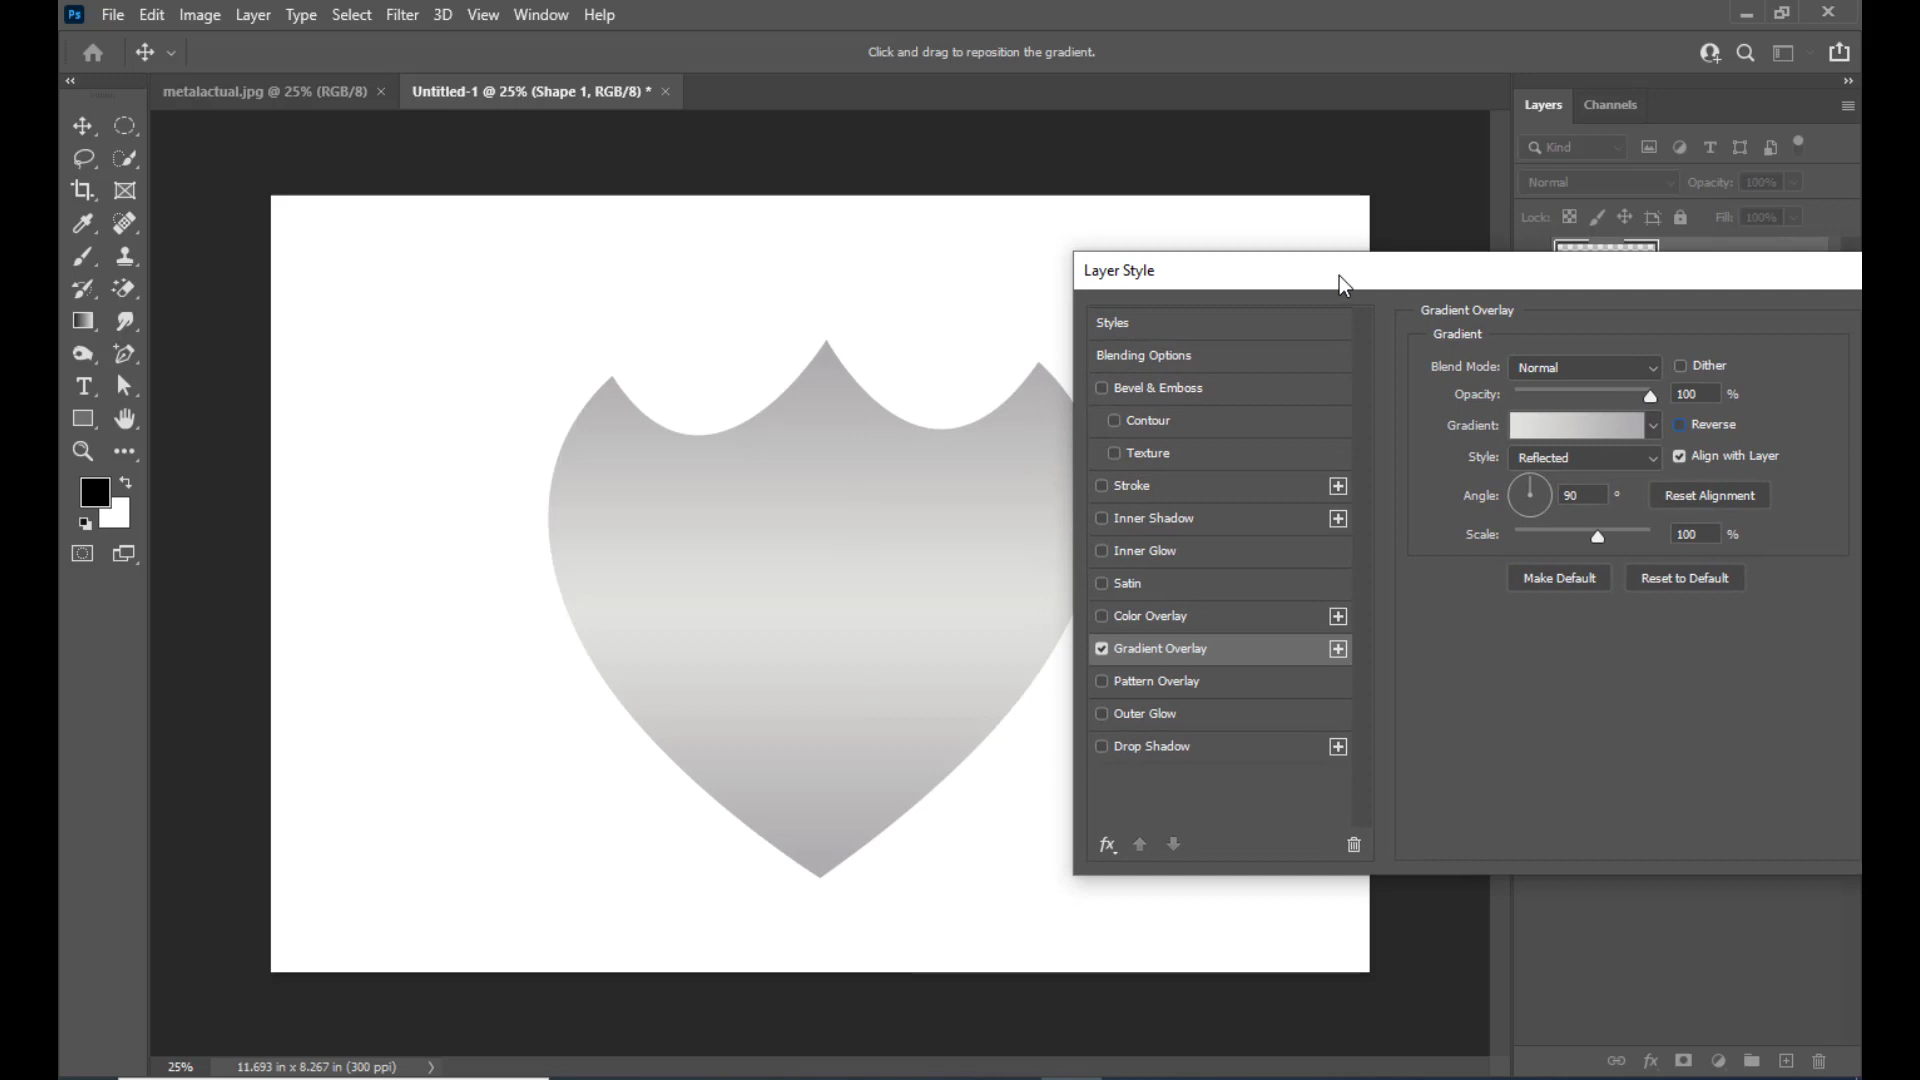 Ps File Edit Image Layer Type Select Filter 3D View Window Help
Click and drag to reposition the gradient.
metalactual.jpg @ 25% (RGB/8) × Untitled-1 @ 25% (Shape 1, RGB/8) * ×
Layers Channels
Kind
Normal Opacity: 100%
Lock: Fill: 100%
Layer Style
Styles
Blending Options
Bevel & Emboss
Contour
Texture
Stroke
Inner Shadow
Inner Glow
Satin
Color Overlay
Gradient Overlay
Pattern Overlay
Outer Glow
Drop Shadow
fx
Gradient Overlay
Gradient
Blend Mode: Normal Dither
Opacity: 100 %
Gradient: Reverse
Style: Reflected Align with Layer
Angle: 90 ° Reset Alignment
Scale: 100 %
Make Default Reset to Default
25% 11.693 in x 8.267 in (300 ppi)
fx